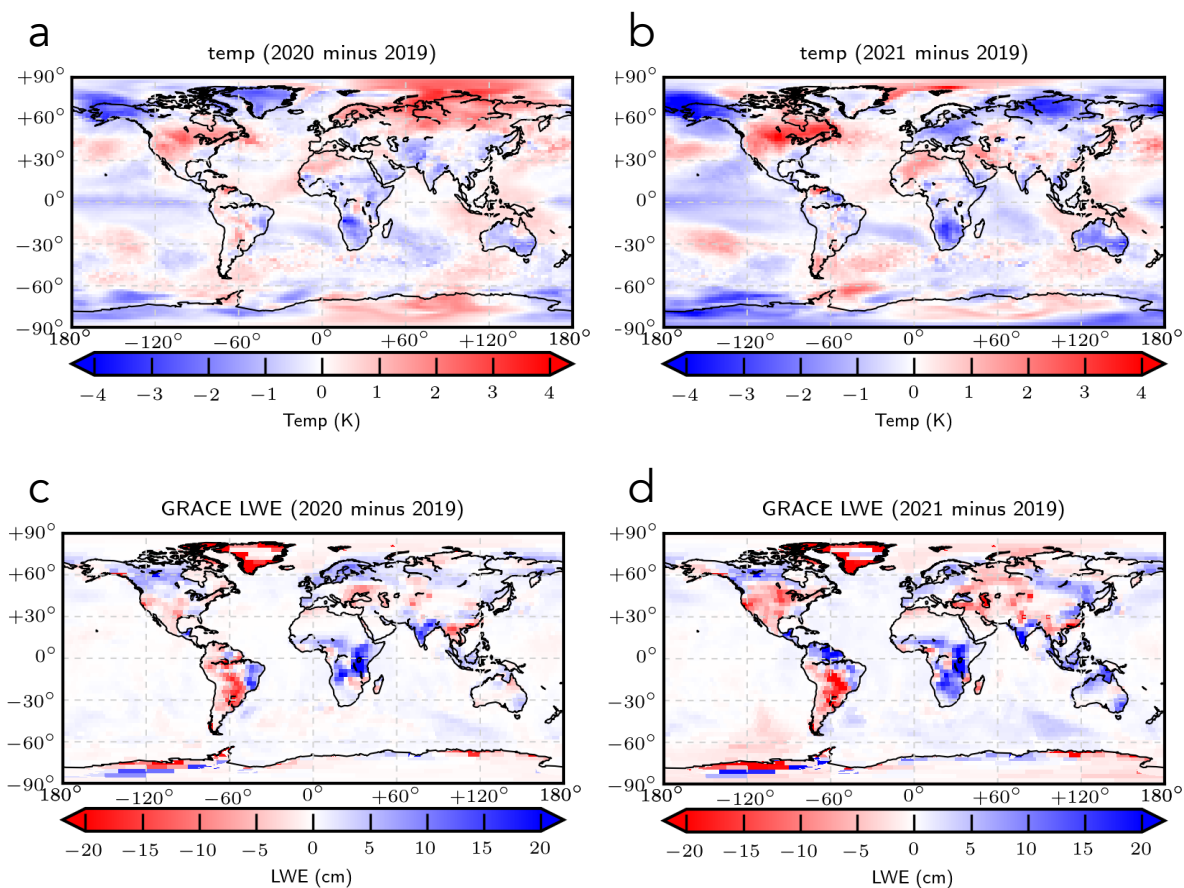 a
temp (2020 minus 2019)
+90°
+60°
+30°
0°
−30°
−60°
−90°
180° −120° −60° 0° +60° +120° 180°
−4 −3 −2 −1 0 1 2 3 4
Temp (K)
b
temp (2021 minus 2019)
+90°
+60°
+30°
0°
−30°
−60°
−90°
180° −120° −60° 0° +60° +120° 180°
−4 −3 −2 −1 0 1 2 3 4
Temp (K)
c
GRACE LWE (2020 minus 2019)
+90°
+60°
+30°
0°
−30°
−60°
−90°
180° −120° −60° 0° +60° +120° 180°
−20 −15 −10 −5 0 5 10 15 20
LWE (cm)
d
GRACE LWE (2021 minus 2019)
+90°
+60°
+30°
0°
−30°
−60°
−90°
180° −120° −60° 0° +60° +120° 180°
−20 −15 −10 −5 0 5 10 15 20
LWE (cm)